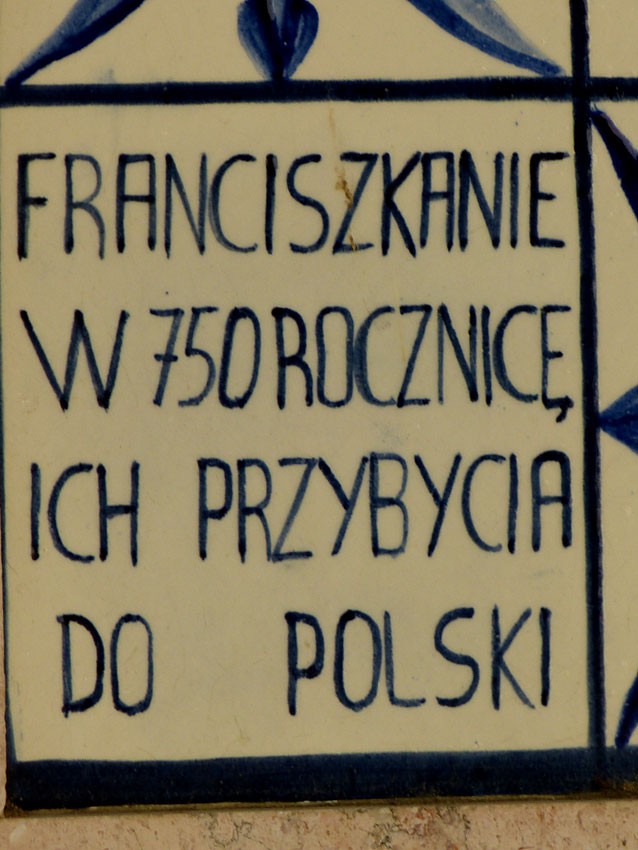 FRANCISZKANIE
W 750 ROCZNICĘ
ICH PRZYBYCIA
DO POLSKI